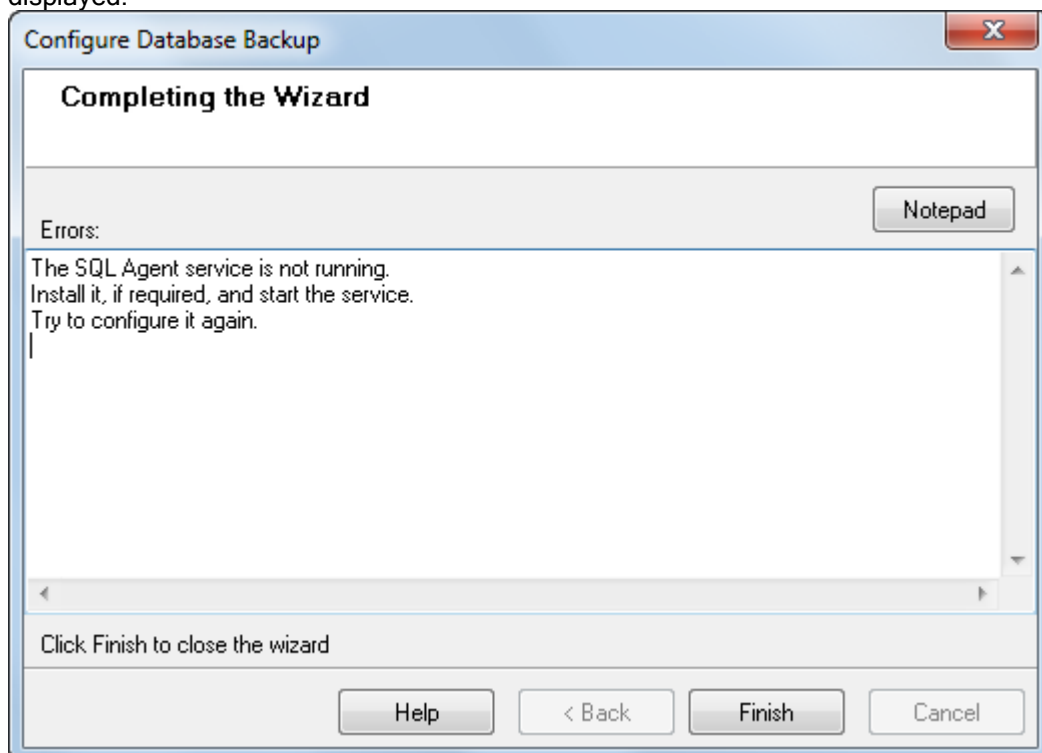 displayed.
Configure Database Backup
Completing the Wizard
Notepad
Errors:
The SQL Agent service is not running.
Install it, if required, and start the service.
Try to configure it again.
Click Finish to close the wizard
Help
< Back
Finish
Cancel